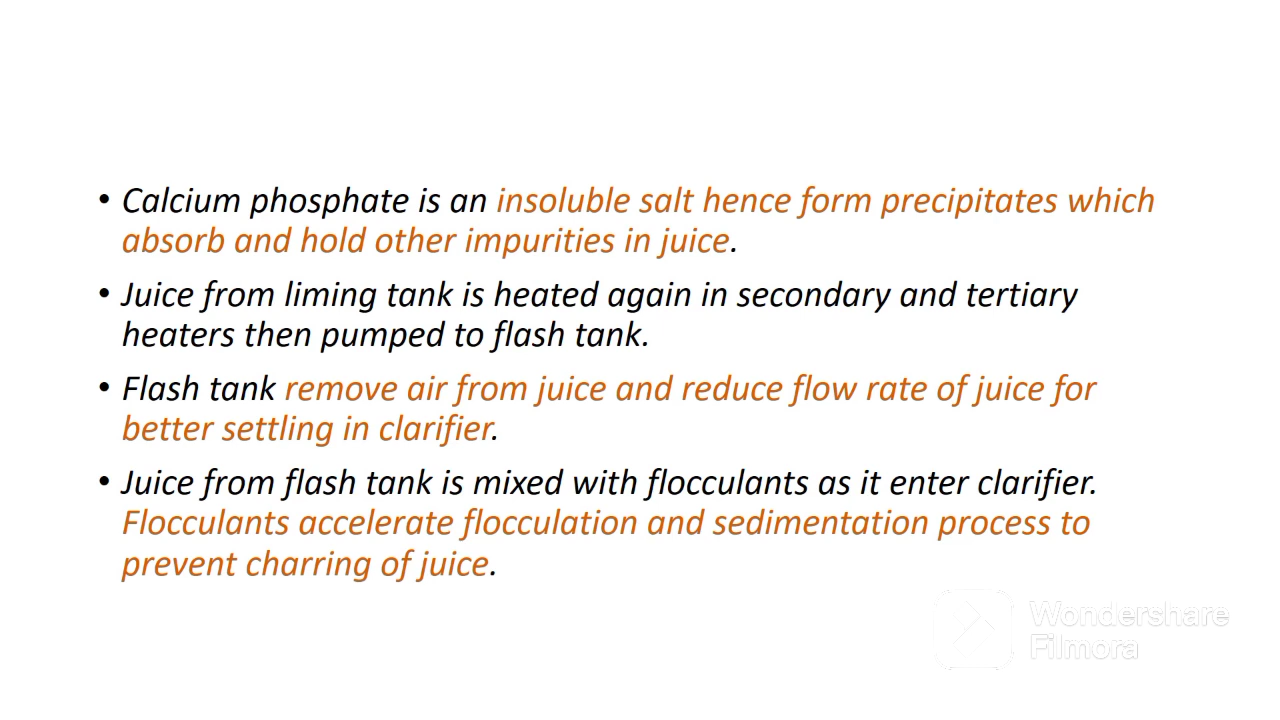 • Calcium phosphate is an insoluble salt hence form precipitates which
absorb and hold other impurities in juice.
• Juice from liming tank is heated again in secondary and tertiary
heaters then pumped to flash tank.
• Flash tank remove air from juice and reduce flow rate of juice for
better settling in clarifier.
• Juice from flash tank is mixed with flocculants as it enter clarifier.
Flocculants accelerate flocculation and sedimentation process to
prevent charring of juice.
Wondershare
Filmora